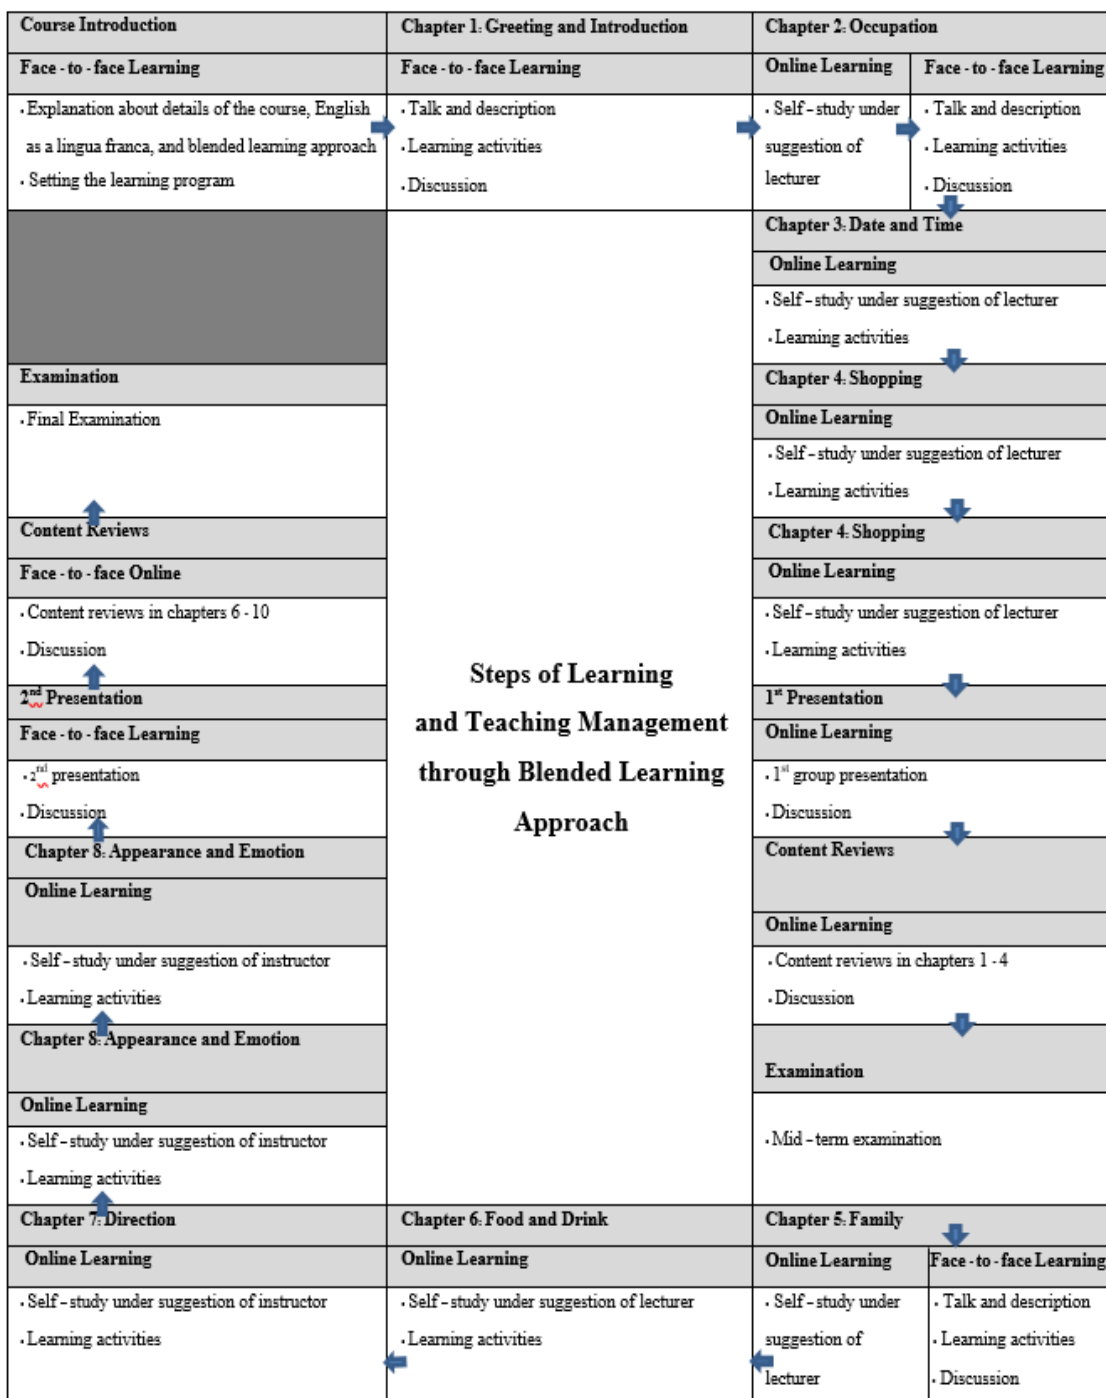 Course Introduction
Face - to - face Learning
· Explanation about details of the course, English
as a lingua franca, and blended learning approach
· Setting the learning program
Chapter 1: Greeting and Introduction
Face - to - face Learning
· Talk and description
· Learning activities
· Discussion
Chapter 2: Occupation
Online Learning
· Self – study under
suggestion of
lecturer
Face - to - face Learning
· Talk and description
· Learning activities
· Discussion
Chapter 3: Date and Time
Online Learning
· Self – study under suggestion of lecturer
· Learning activities
Chapter 4: Shopping
Online Learning
· Self – study under suggestion of lecturer
· Learning activities
Chapter 4: Shopping
Online Learning
· Self – study under suggestion of lecturer
· Learning activities
1st Presentation
Online Learning
· 1st group presentation
· Discussion
Content Reviews
Online Learning
· Content reviews in chapters 1 - 4
· Discussion
Examination
· Mid – term examination
Chapter 5: Family
Online Learning
· Self – study under
suggestion of
lecturer
Face - to - face Learning
· Talk and description
· Learning activities
· Discussion
Chapter 6: Food and Drink
Online Learning
· Self – study under suggestion of lecturer
· Learning activities
Chapter 7: Direction
Online Learning
· Self – study under suggestion of instructor
· Learning activities
Chapter 8: Appearance and Emotion
Online Learning
· Self – study under suggestion of instructor
· Learning activities
Chapter 8: Appearance and Emotion
Online Learning
· Self – study under suggestion of instructor
· Learning activities
2nd Presentation
Face - to - face Learning
· 2nd presentation
· Discussion
Content Reviews
Face - to - face Online
· Content reviews in chapters 6 - 10
· Discussion
Examination
· Final Examination
Steps of Learning
and Teaching Management
through Blended Learning
Approach